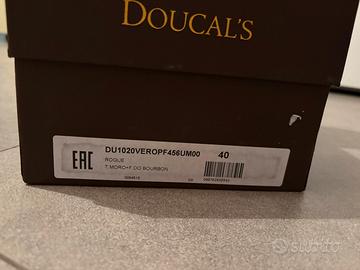 DOUCAL'S
EAC
DU1020VEROPF456UM00 40
ROGUE
T.MORO+F.DO BOURBON
subito